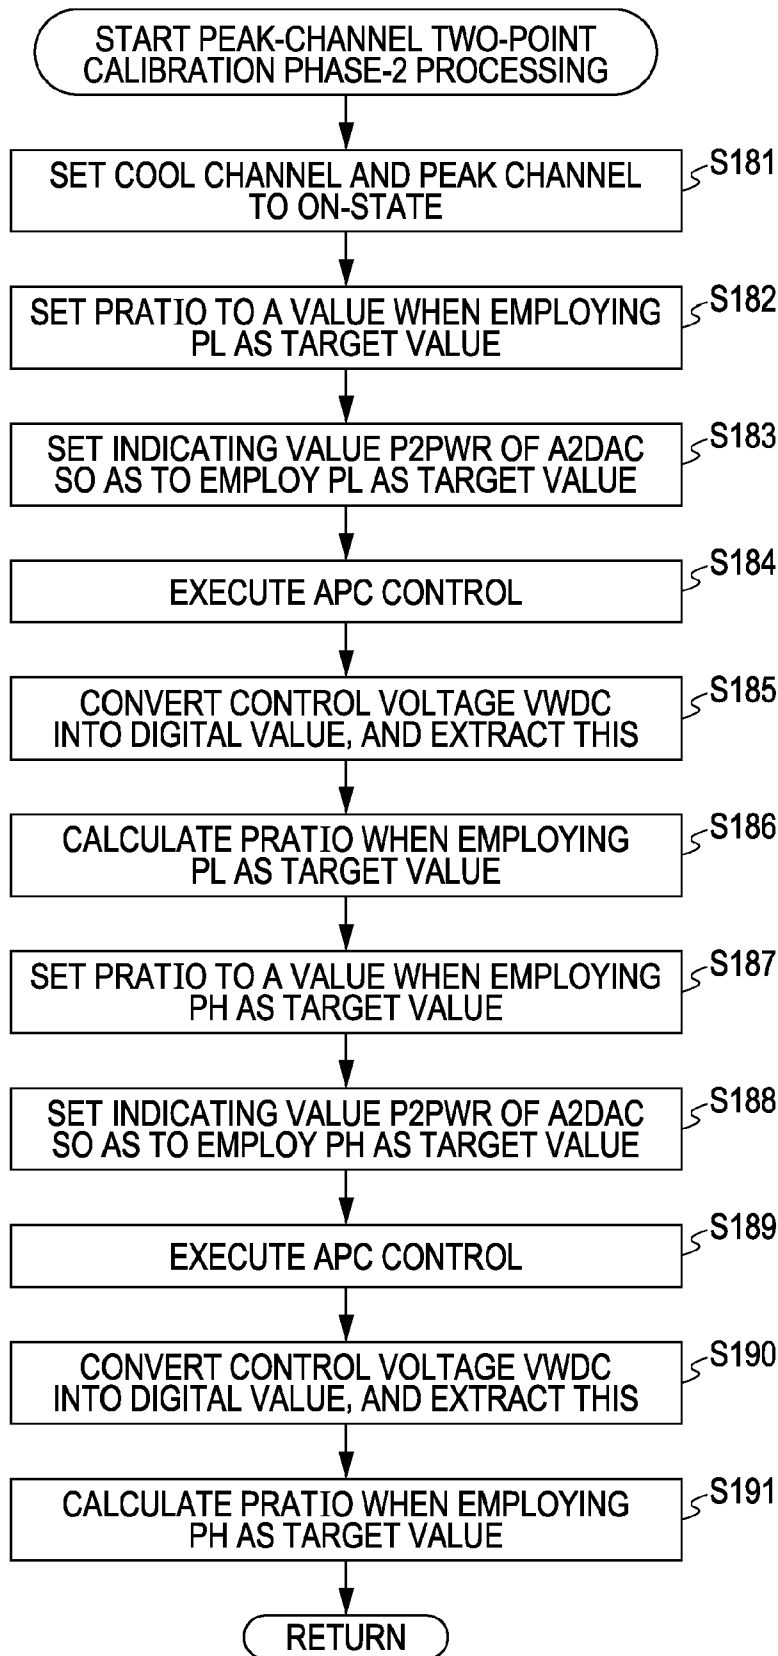 START PEAK-CHANNEL TWO-POINT
CALIBRATION PHASE-2 PROCESSING
S181
SET COOL CHANNEL AND PEAK CHANNEL
TO ON-STATE
S182
SET PRATIO TO A VALUE WHEN EMPLOYING
PL AS TARGET VALUE
S183
SET INDICATING VALUE P2PWR OF A2DAC
SO AS TO EMPLOY PL AS TARGET VALUE
S184
EXECUTE APC CONTROL
S185
CONVERT CONTROL VOLTAGE VWDC
INTO DIGITAL VALUE, AND EXTRACT THIS
S186
CALCULATE PRATIO WHEN EMPLOYING
PL AS TARGET VALUE
S187
SET PRATIO TO A VALUE WHEN EMPLOYING
PH AS TARGET VALUE
S188
SET INDICATING VALUE P2PWR OF A2DAC
SO AS TO EMPLOY PH AS TARGET VALUE
S189
EXECUTE APC CONTROL
S190
CONVERT CONTROL VOLTAGE VWDC
INTO DIGITAL VALUE, AND EXTRACT THIS
S191
CALCULATE PRATIO WHEN EMPLOYING
PH AS TARGET VALUE
RETURN